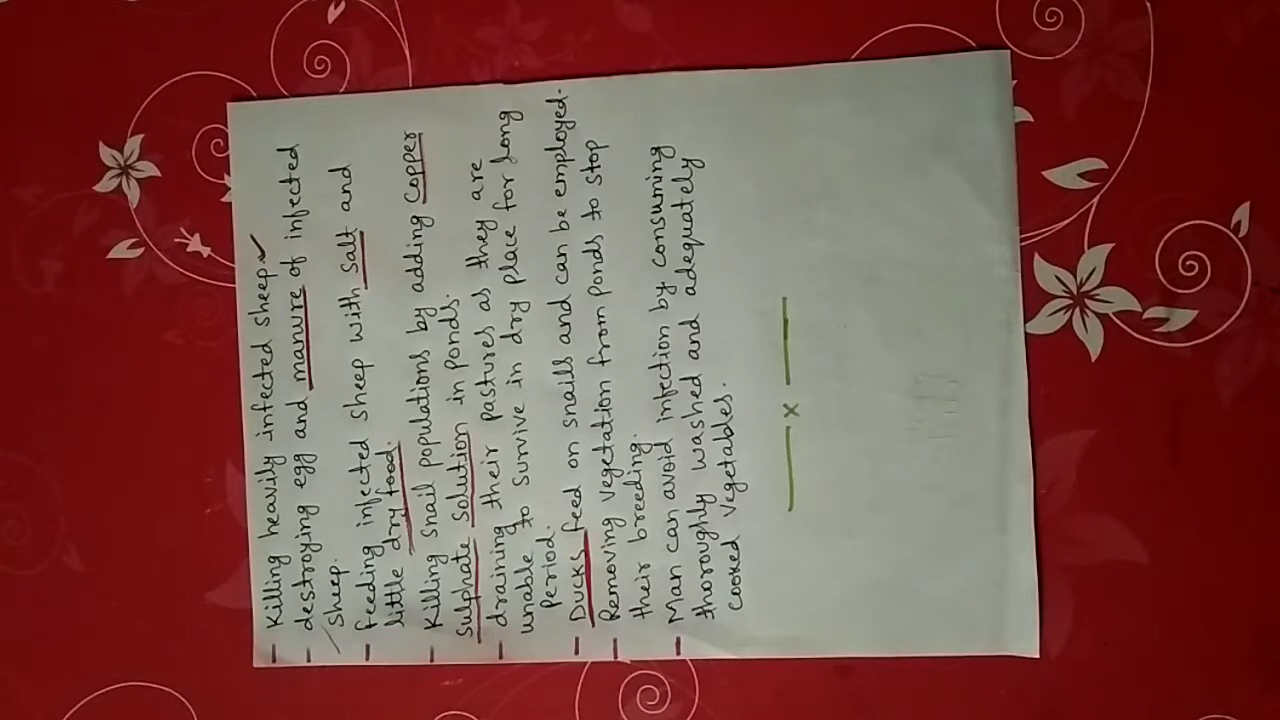 - Killing heavily infected sheep.
- destroying egg and manure of infected
sheep.
- feeding infected sheep with salt and
little dry food.
- Killing snail populations by adding copper
sulphate solution in ponds.
- draining their pastures as they are
unable to survive in dry place for long
period.
- Ducks feed on snails and can be employed.
- Removing vegetation from ponds to stop
their breeding.
- Man can avoid infection by consuming
thoroughly washed and adequately
cooked vegetables.
— x —